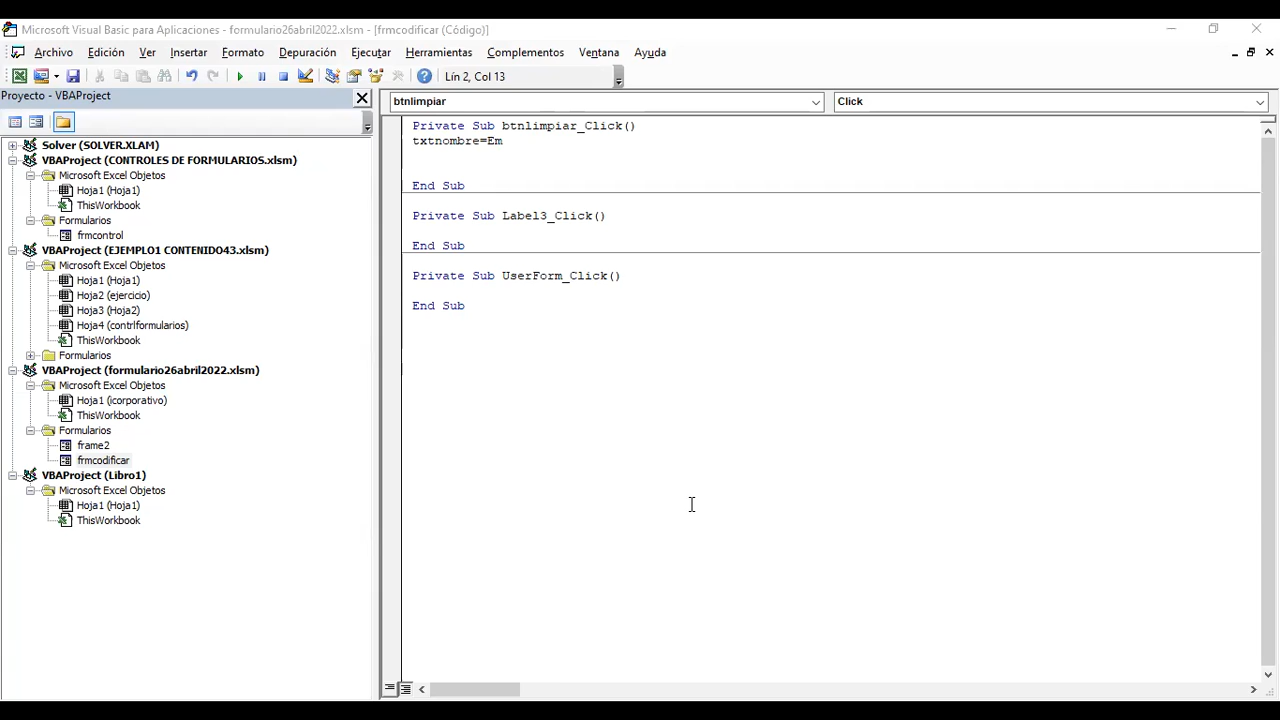 Microsoft Visual Basic para Aplicaciones - formulario26abril2022.xlsm - [frmcodificar (Código)]
Archivo Edición Ver Insertar Formato Depuración Ejecutar Herramientas Complementos Ventana Ayuda
Lín 2, Col 13
Proyecto - VBAProject
btnlimpiar
Click
Solver (SOLVER.XLAM)
VBAProject (CONTROLES DE FORMULARIOS.xlsm)
Microsoft Excel Objetos
Hoja1 (Hoja1)
ThisWorkbook
Formularios
frmcontrol
VBAProject (EJEMPLO1 CONTENIDO43.xlsm)
Microsoft Excel Objetos
Hoja1 (Hoja1)
Hoja2 (ejercicio)
Hoja3 (Hoja2)
Hoja4 (contrlformularios)
ThisWorkbook
Formularios
VBAProject (formulario26abril2022.xlsm)
Microsoft Excel Objetos
Hoja1 (icorporativo)
ThisWorkbook
Formularios
frame2
frmcodificar
VBAProject (Libro1)
Microsoft Excel Objetos
Hoja1 (Hoja1)
ThisWorkbook
Private Sub btnlimpiar_Click()
txtnombre=Em
End Sub
Private Sub Label3_Click()
End Sub
Private Sub UserForm_Click()
End Sub